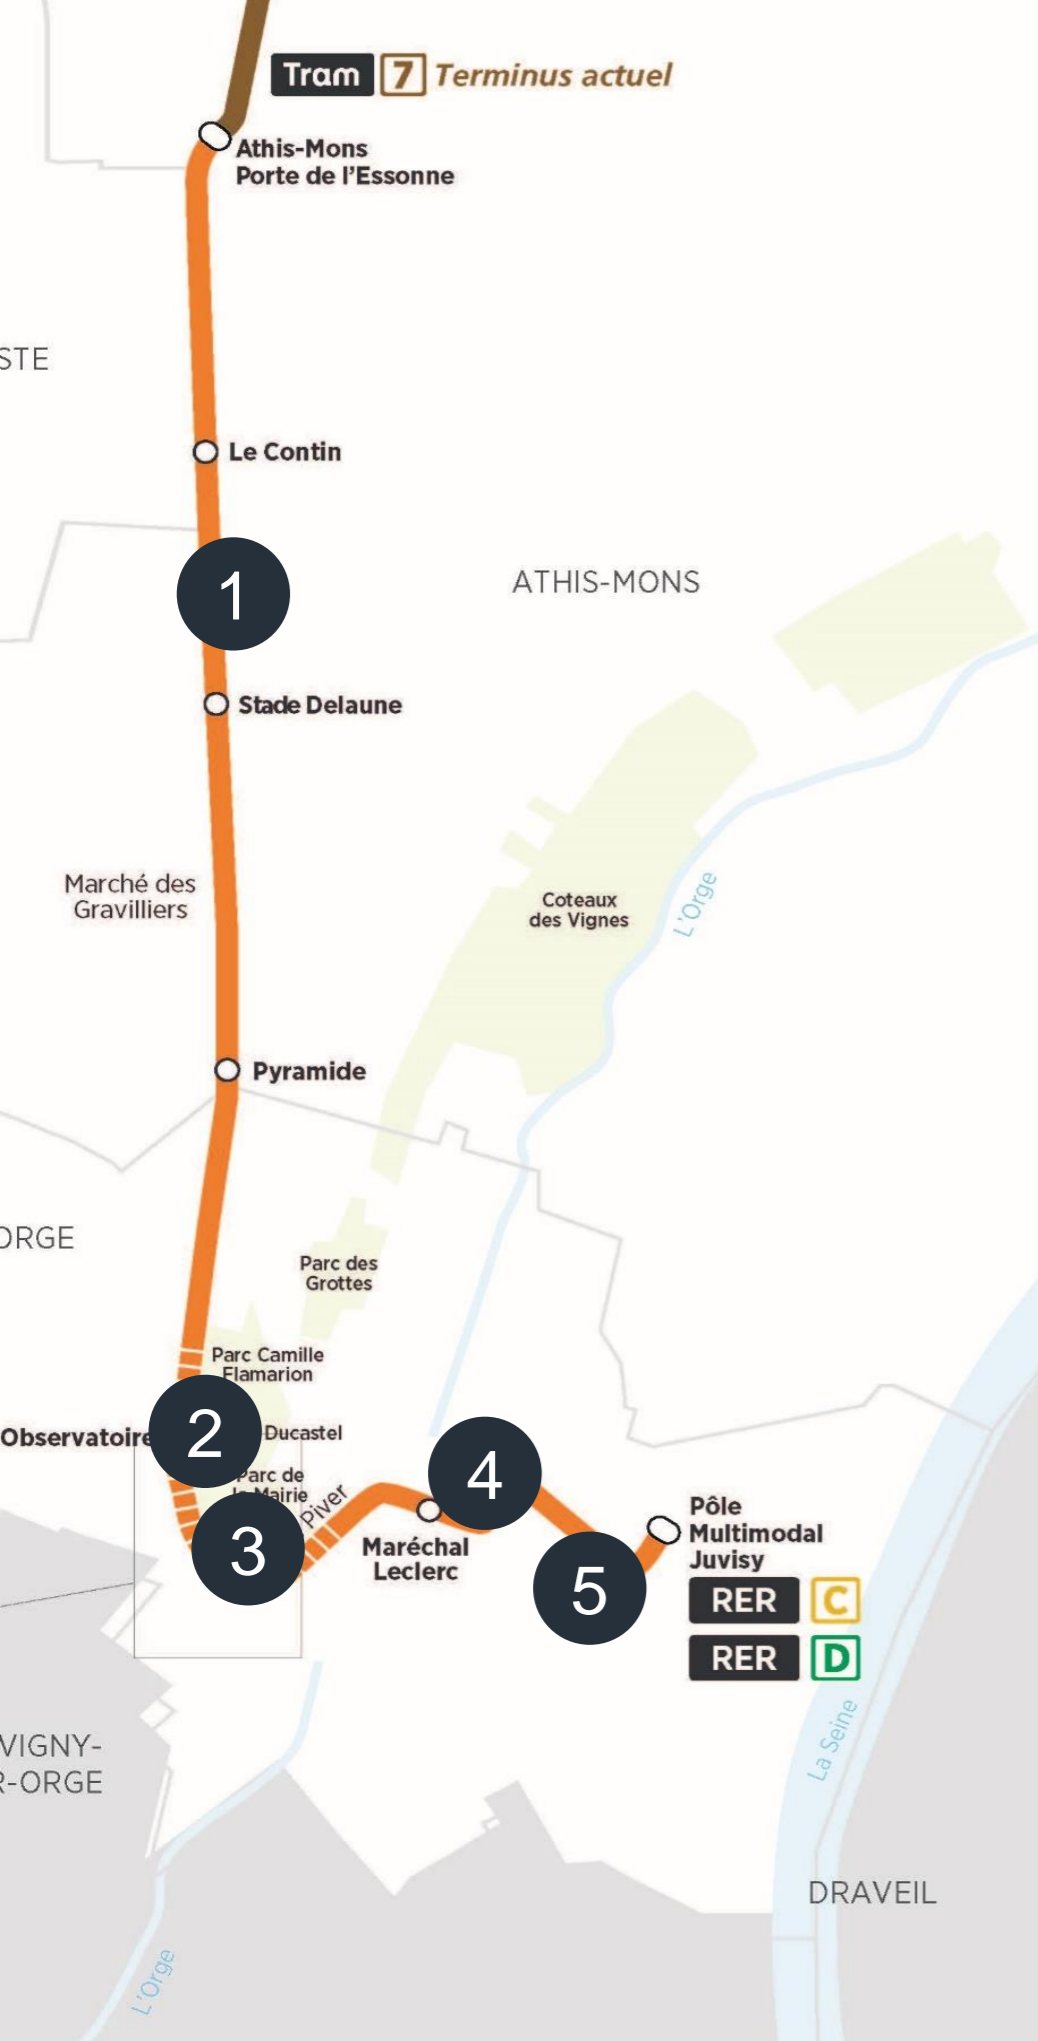 Tram 7 Terminus actuel
Athis-Mons
Porte de l'Essonne
STE
Le Contin
ATHIS-MONS
1
Stade Delaune
Marché des
Gravilliers
Coteaux
des Vignes
L'Orge
Pyramide
ORGE
Parc des
Grottes
Parc Camille
Flamarion
Observatoire
2
Ducastel
Parc de
la Mairie
Piver
3
4
Maréchal
Leclerc
5
Pôle
Multimodal
Juvisy
RER C
RER D
La Seine
VIGNY-
R-ORGE
DRAVEIL
L'Orge